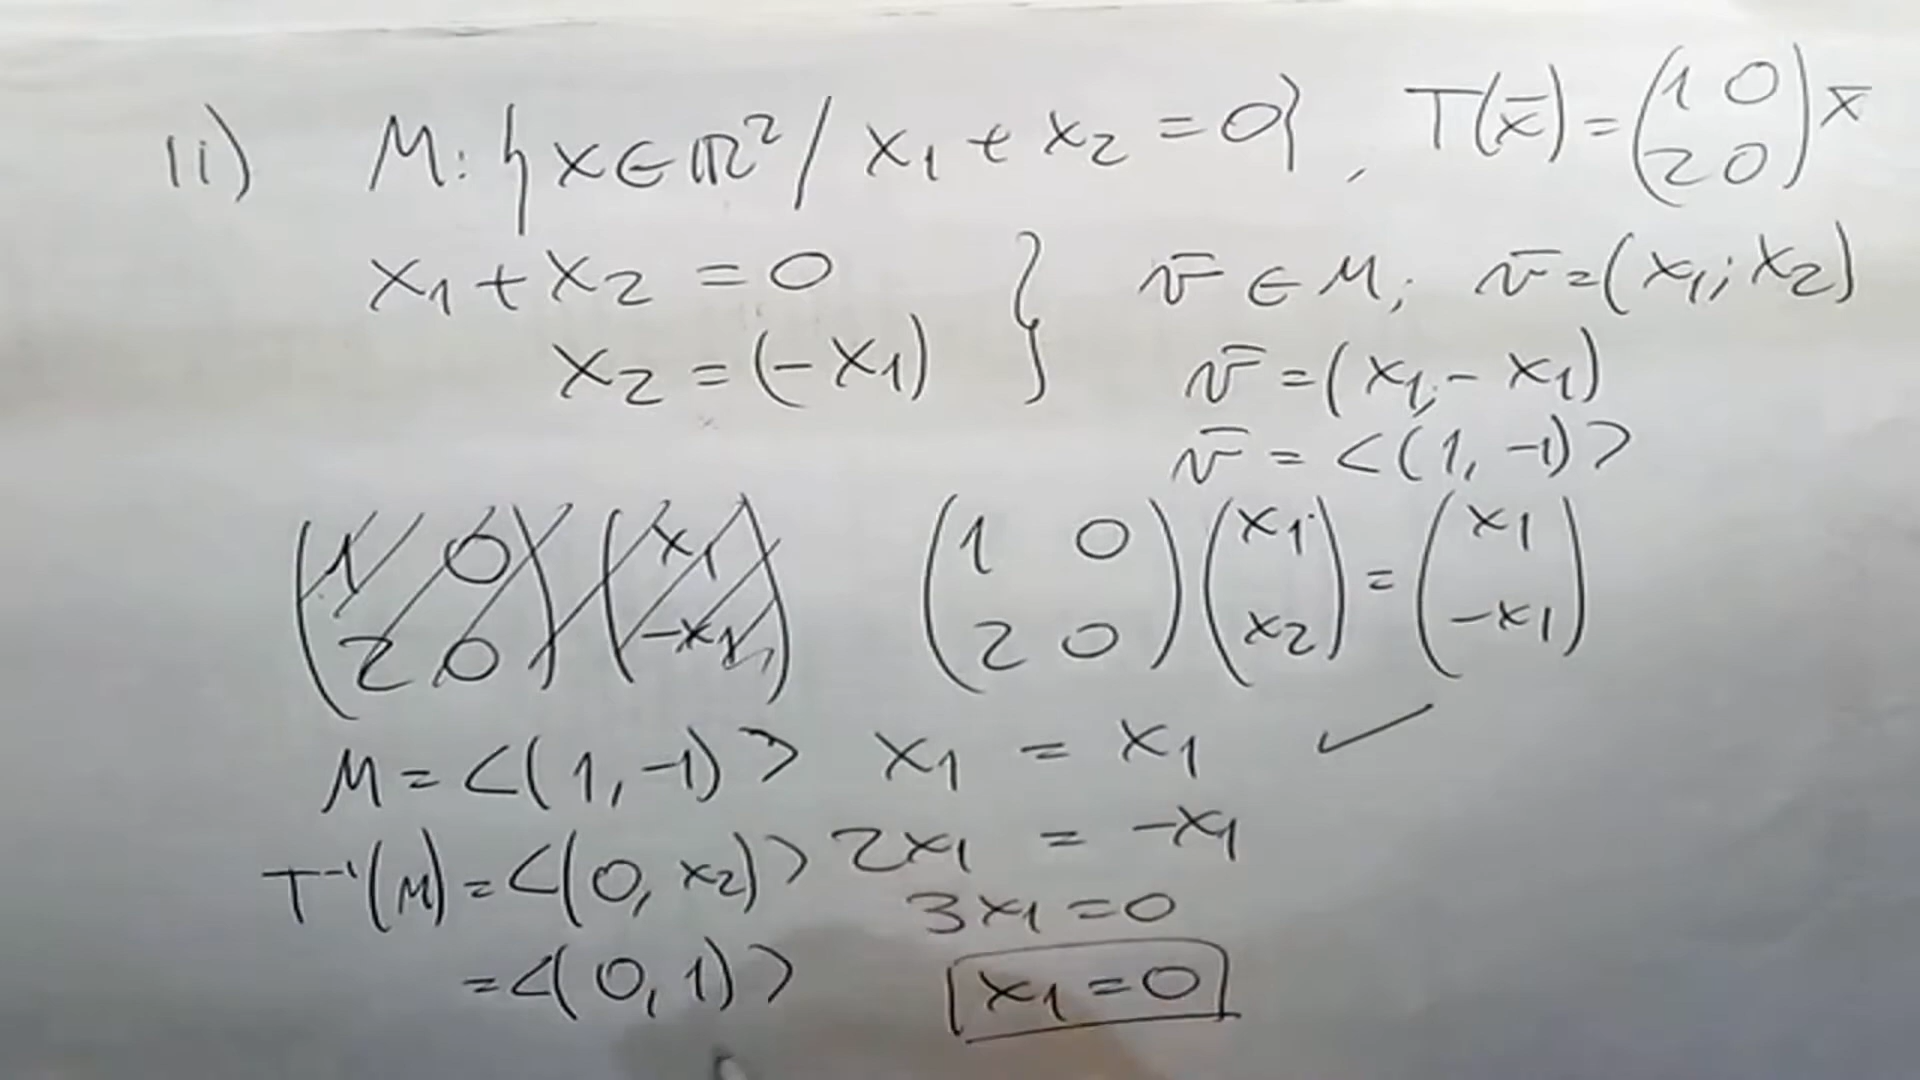 11) M: {x∈ℝ² / x₁ + x₂ = 0}, T(x̄) = (1 0 2 0) x̄
x₁ + x₂ = 0 } v̄ ∈ M; v̄ = (x₁; x₂)
x₂ = (-x₁) v̄ = (x₁; - x₁)
v̄ = <(1, -1)>
(1 0 2 0) (x₁ -x₁) (1 0 2 0) (x₁ x₂) = (x₁ -x₁)
M = <(1, -1)> x₁ = x₁ ✓
T⁻¹(M) = <(0, x₂)> 2x₁ = -x₁
3x₁ = 0
= <(0, 1)> x₁ = 0